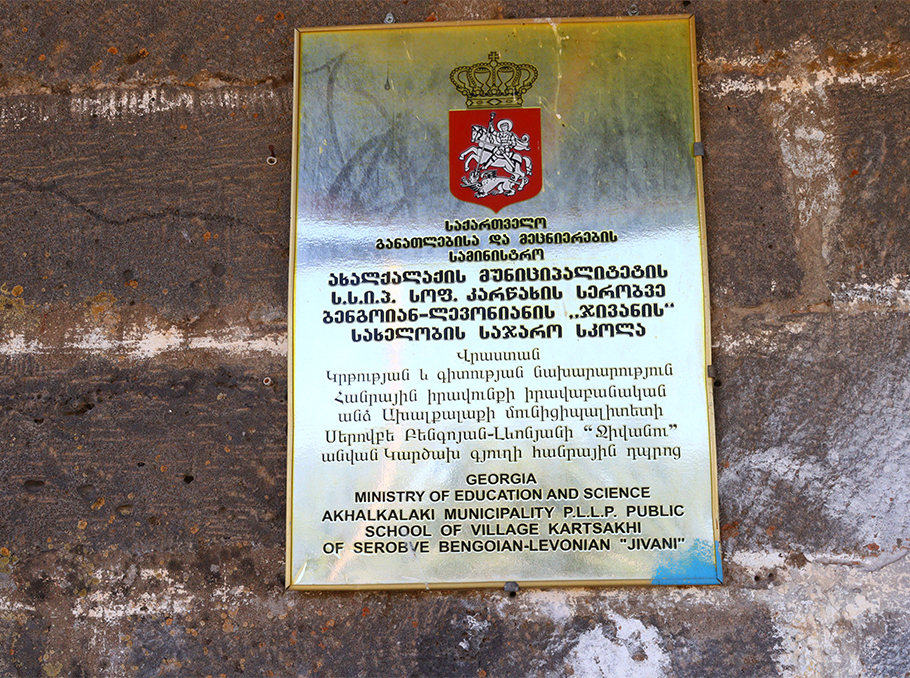 საქართველო
განათლებისა და მეცნიერების
სამინისტრო
ახალქალაქის მუნიციპალიტეტის
ს.ს.ი.პ. სოფ. კარწახის სერობვე
ბენგოიან-ლევონიანის „ჯივანის“
სახელობის საჯარო სკოლა
Վրաստան
Կրթության և գիտության նախարարություն
Հանրային իրավունքի իրավաբանական
անձ Ախալքալաքի մունիցիպալիտետի
Սերովբե Բենգոյան-Լևոնյանի “Ջիվանու”
անվան Կարծախ գյուղի հանրային դպրոց
GEORGIA
MINISTRY OF EDUCATION AND SCIENCE
AKHALKALAKI MUNICIPALITY P.L.L.P. PUBLIC
SCHOOL OF VILLAGE KARTSAKHI
OF SEROBVE BENGOIAN-LEVONIAN "JIVANI"